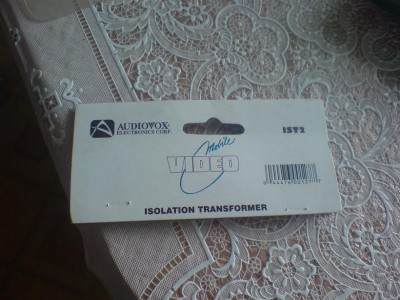 AUDIOVOX
ELECTRONICS CORP.
IST2
Mobile
VIDEO
ISOLATION TRANSFORMER